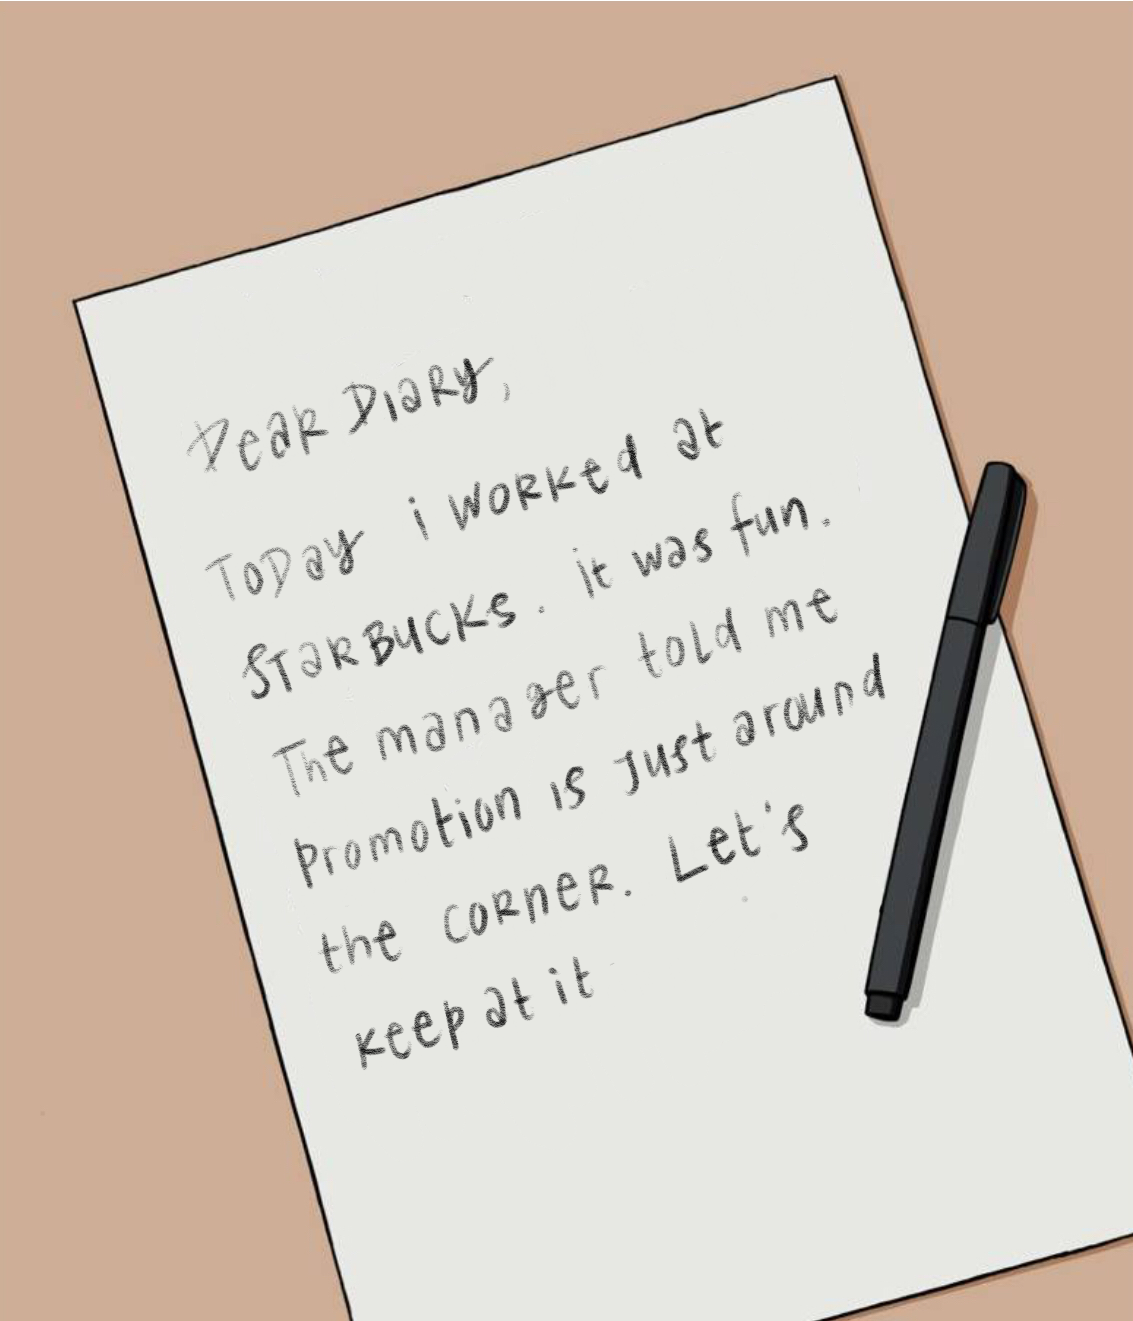 Dear Diary,
Today i worked at
Starbucks. it was fun.
The manager told me
promotion is just around
the corner. Let's
keep at it